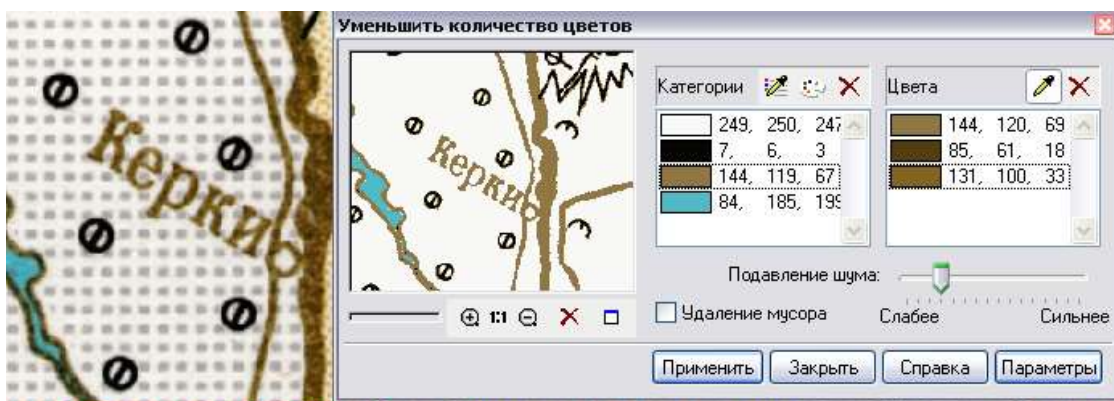 Керки
Уменьшить количество цветов
Керки
Категории
249, 250, 247
7, 6, 3
144, 119, 67
84, 185, 199
Цвета
144, 120, 69
85, 61, 18
131, 100, 33
Подавление шума:
1:1
Удаление мусора
Слабее Сильнее
Применить Закрыть Справка Параметры